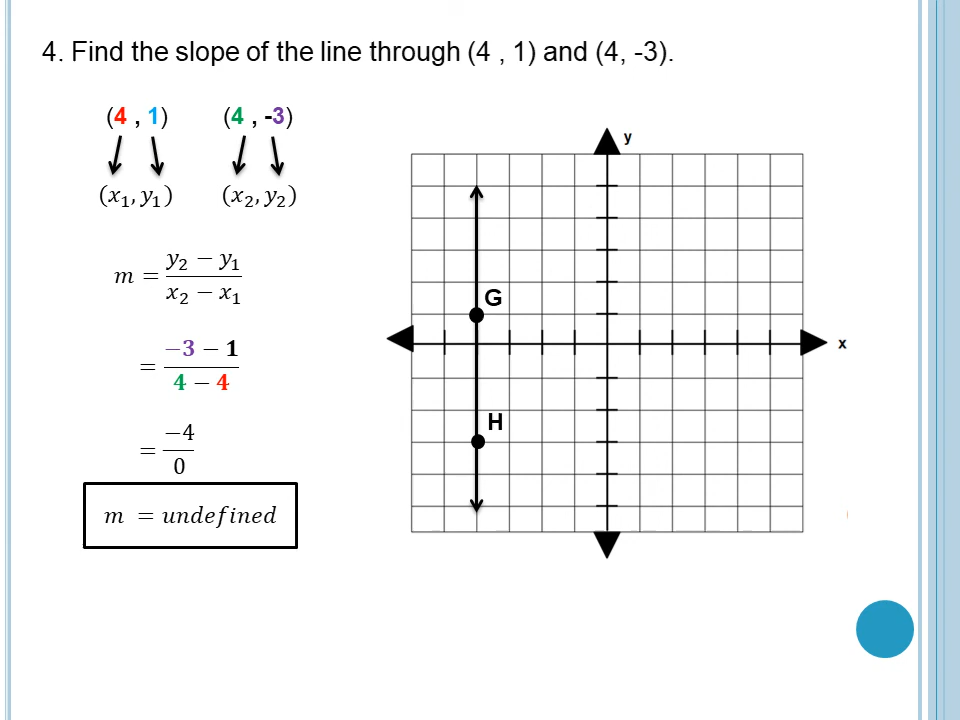 4. Find the slope of the line through (4 , 1) and (4, -3).
(4 , 1) (4 , -3)
(x₁, y₁) (x₂, y₂)
m = (y₂ − y₁)/(x₂ − x₁)
= (−3 − 1)/(4 − 4)
= −4/0
m = undefined
y
G
x
H